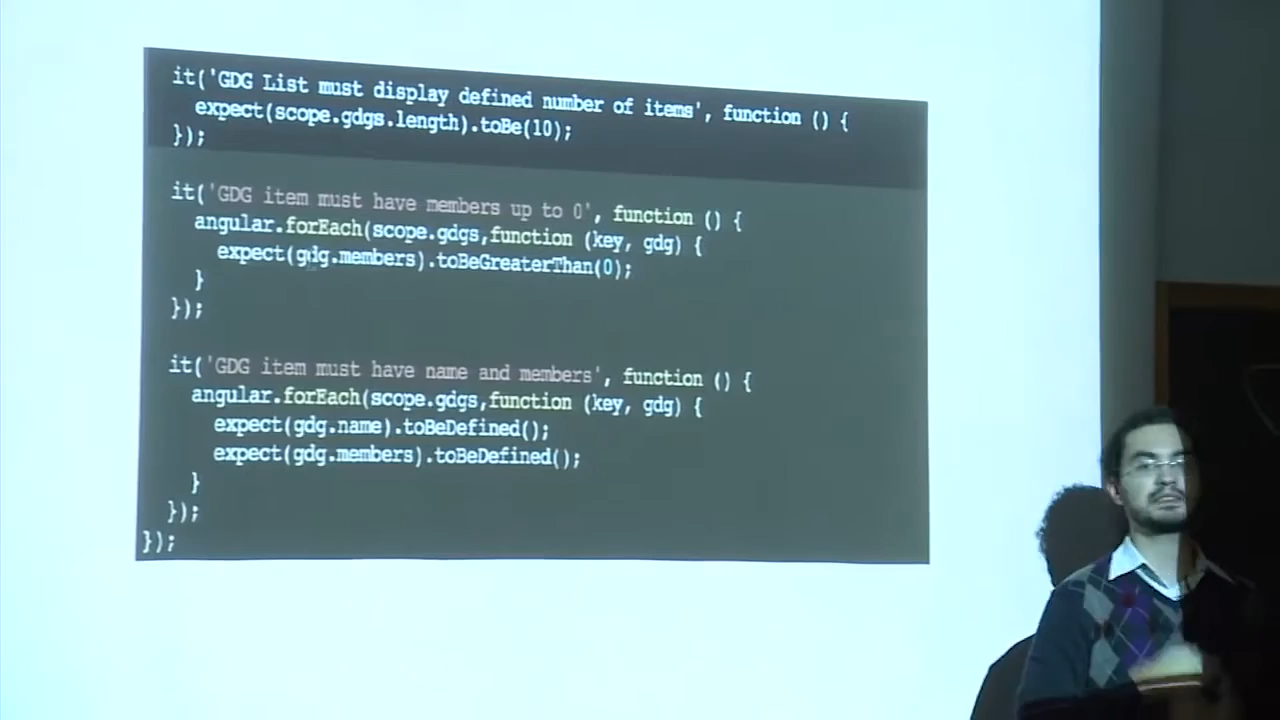 it('GDG List must display defined number of items', function () {
expect(scope.gdgs.length).toBe(10);
});
it('GDG item must have members up to 0', function () {
angular.forEach(scope.gdgs,function (key, gdg) {
expect(gdg.members).toBeGreaterThan(0);
}
});
it('GDG item must have name and members', function () {
angular.forEach(scope.gdgs,function (key, gdg) {
expect(gdg.name).toBeDefined();
expect(gdg.members).toBeDefined();
}
});
});